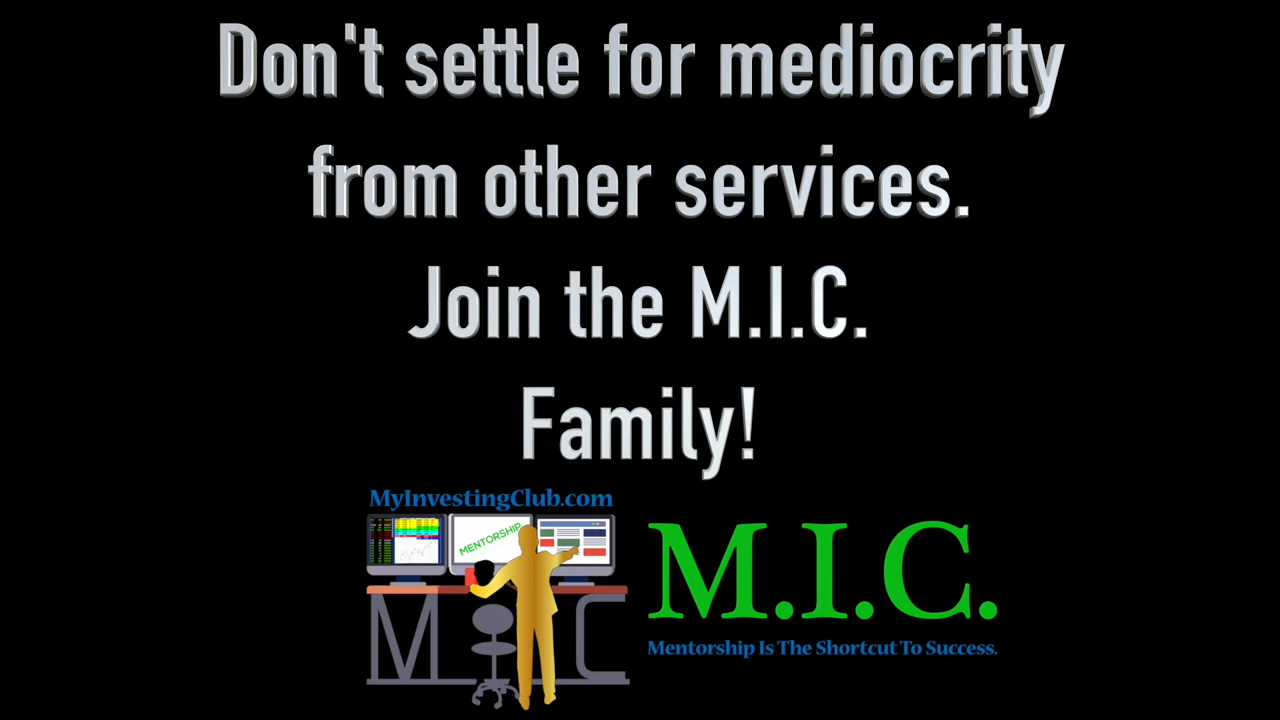 Don't settle for mediocrity
from other services.
Join the M.I.C.
Family!
MyInvestingClub.com
MENTORSHIP
M.I.C.
Mentorship Is The Shortcut To Success.
MIC